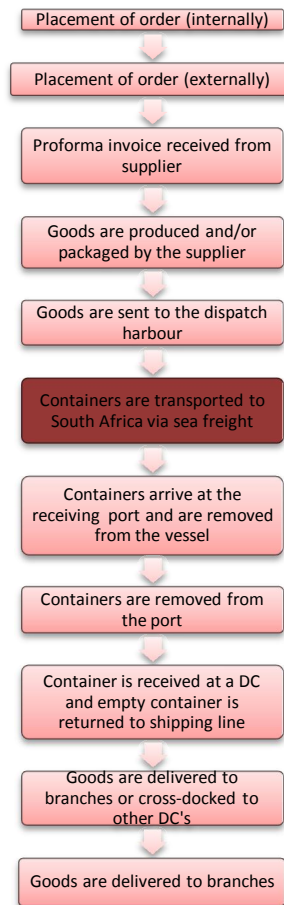 Placement of order (internally)
Placement of order (externally)
Proforma invoice received from
supplier
Goods are produced and/or
packaged by the supplier
Goods are sent to the dispatch
harbour
Containers are transported to
South Africa via sea freight
Containers arrive at the
receiving port and are removed
from the vessel
Containers are removed from
the port
Container is received at a DC
and empty container is
returned to shipping line
Goods are delivered to
branches or cross-docked to
other DC's
Goods are delivered to branches